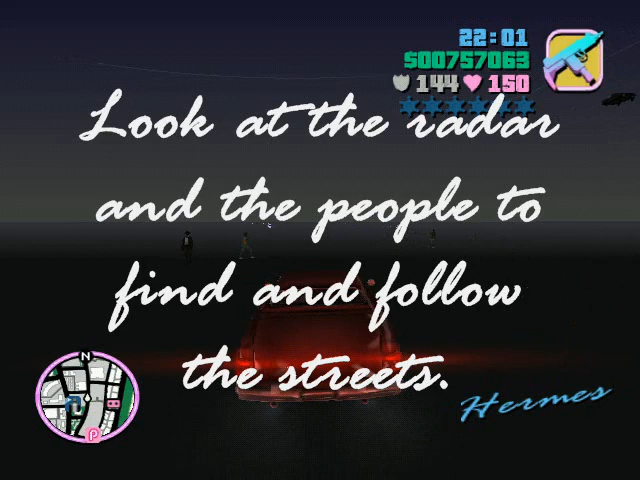 22:01
$00757063
144 150
Look at the radar
and the people to
find and follow
the streets.
Hermes
N
P